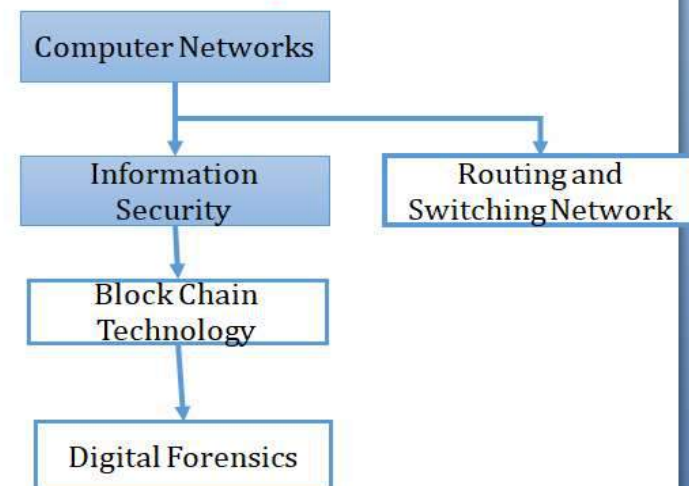 Computer Networks
Information
Security
Routing and
Switching Network
Block Chain
Technology
Digital Forensics